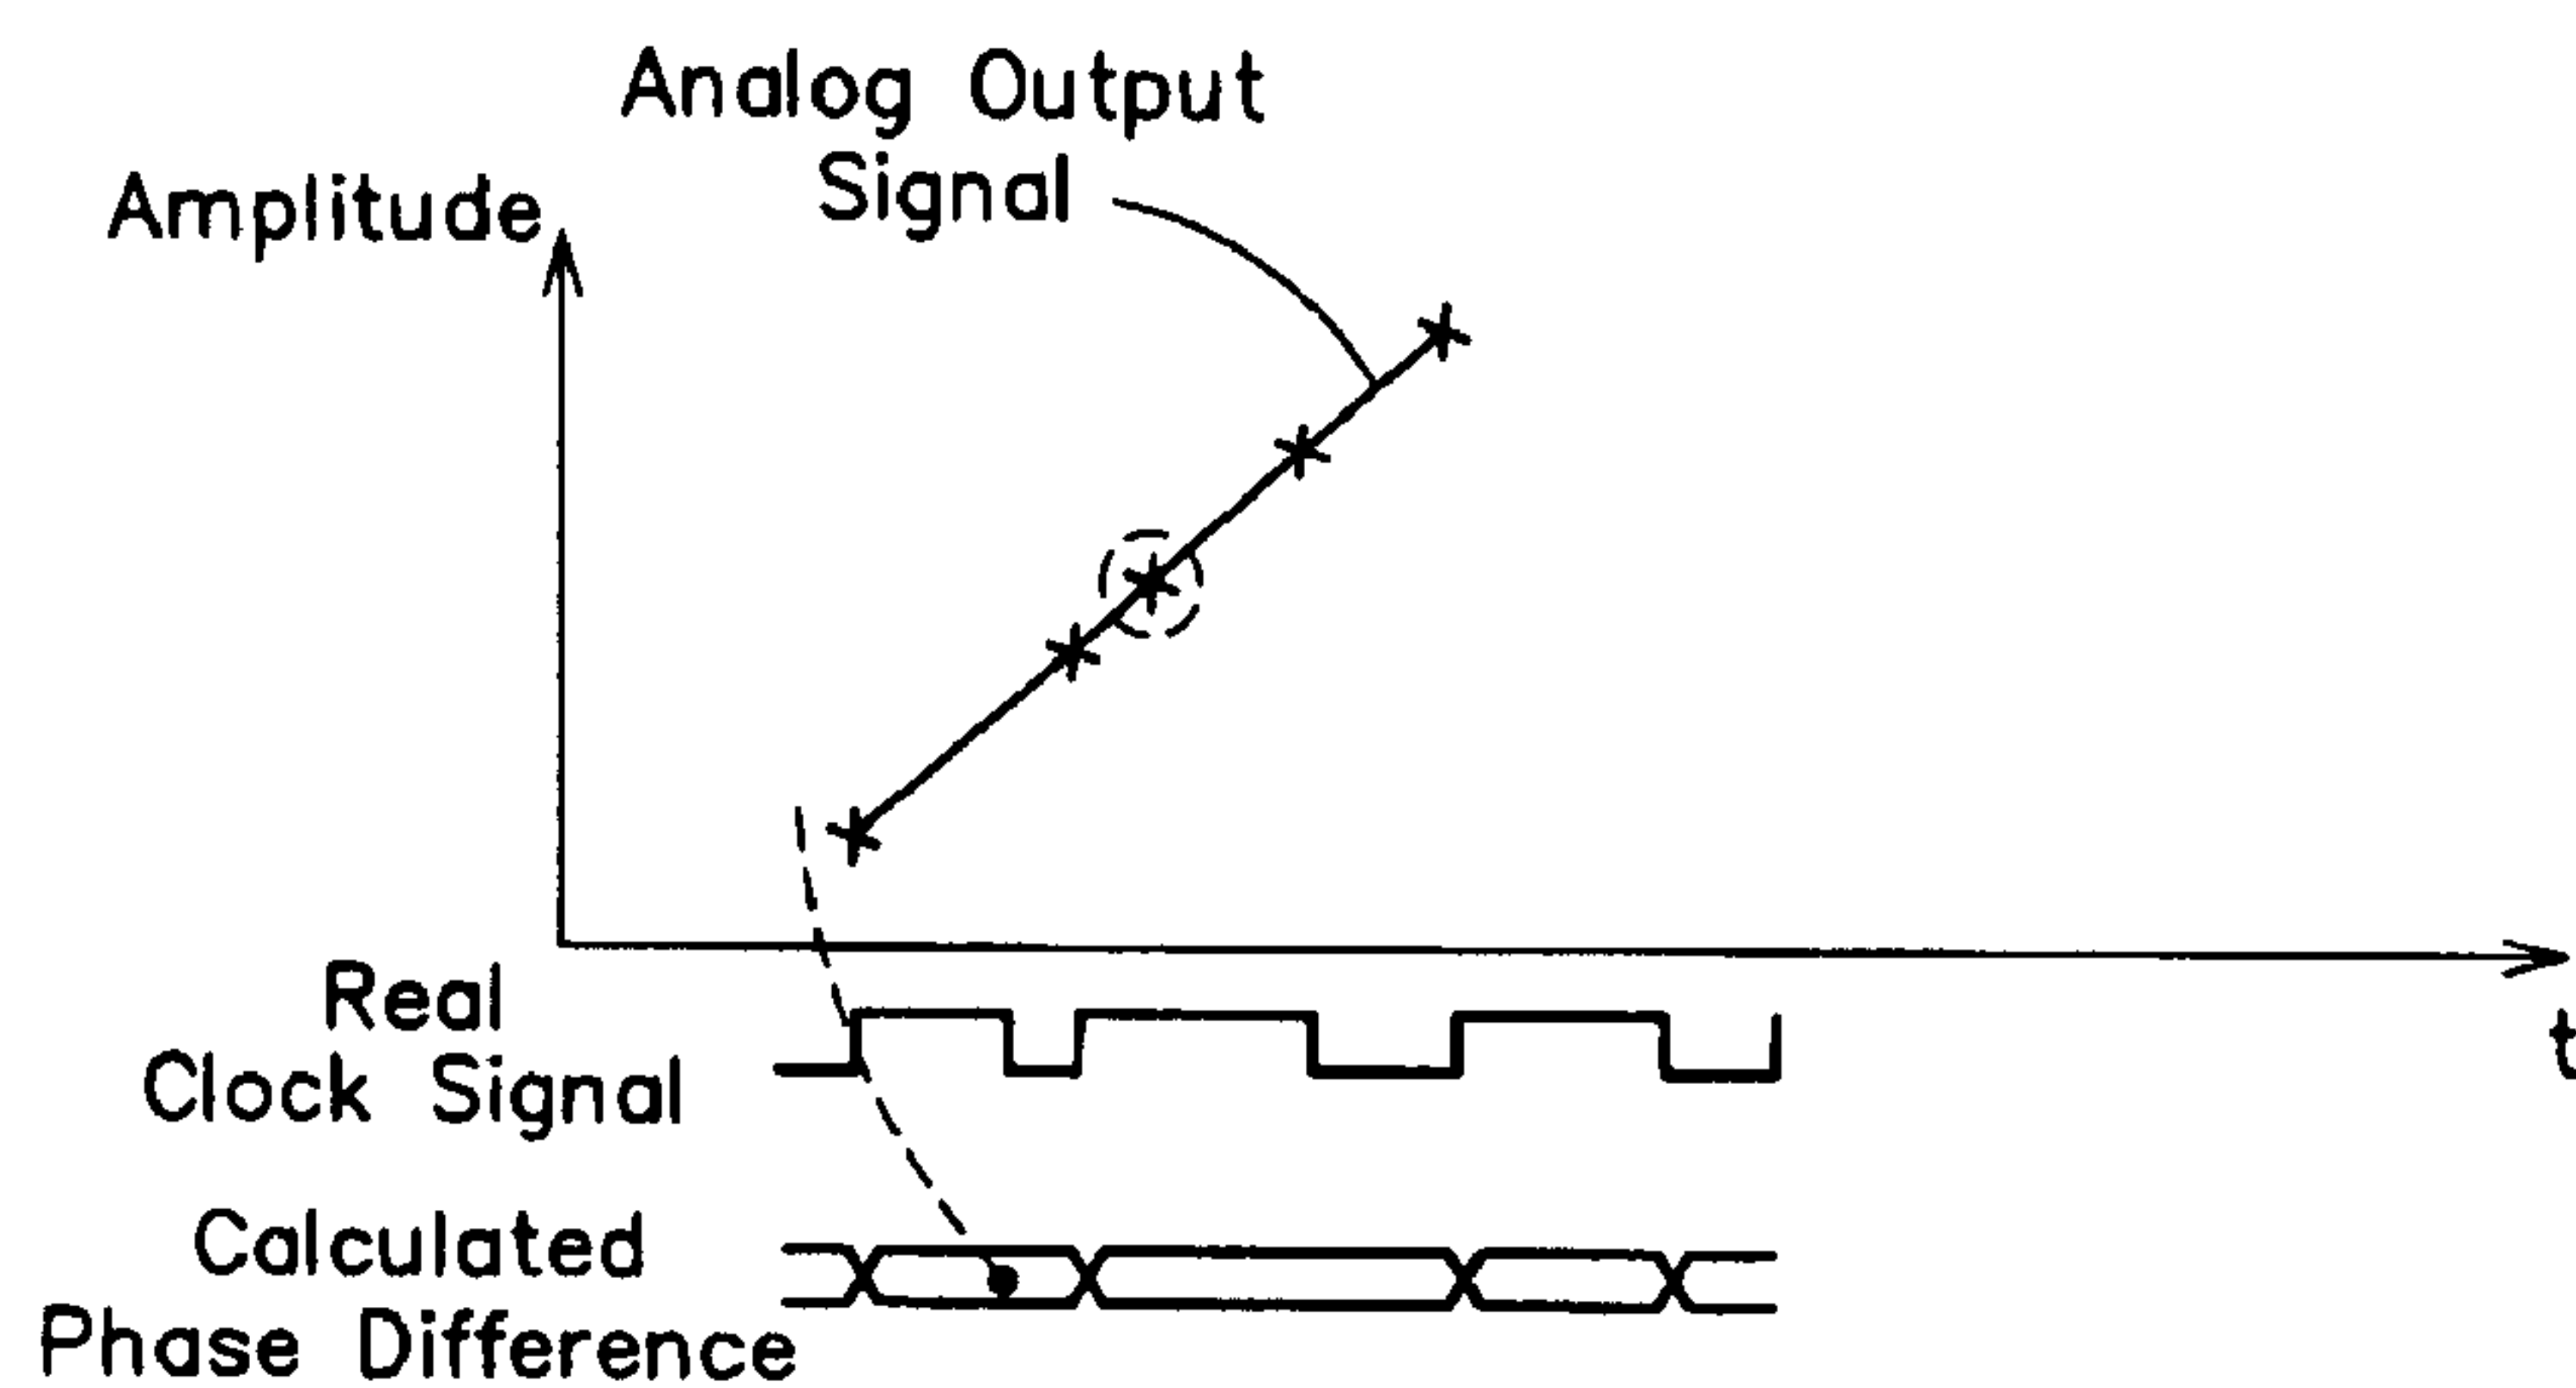 Analog Output
Signal
Amplitude
Real
Clock Signal
t
Calculated
Phase Difference